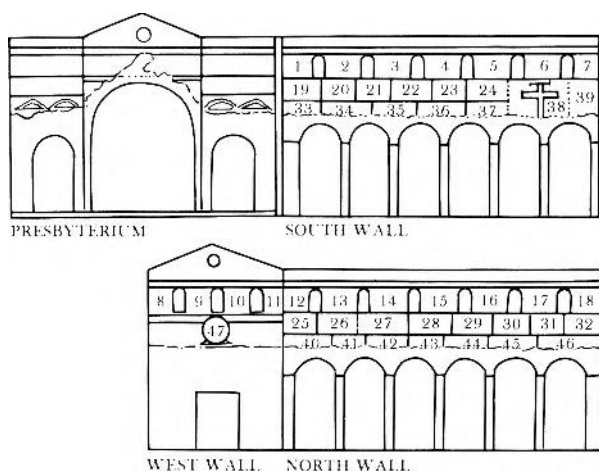 1 2 3 4 5 6 7
19 20 21 22 23 24 38 39
33 34 35 36 37
PRESBYTERIUM SOUTH WALL
8 9 10 11 12 13 14 15 16 17 18
25 26 27 28 29 30 31 32
47
40 41 42 43 44 45 46
WEST WALL NORTH WALL